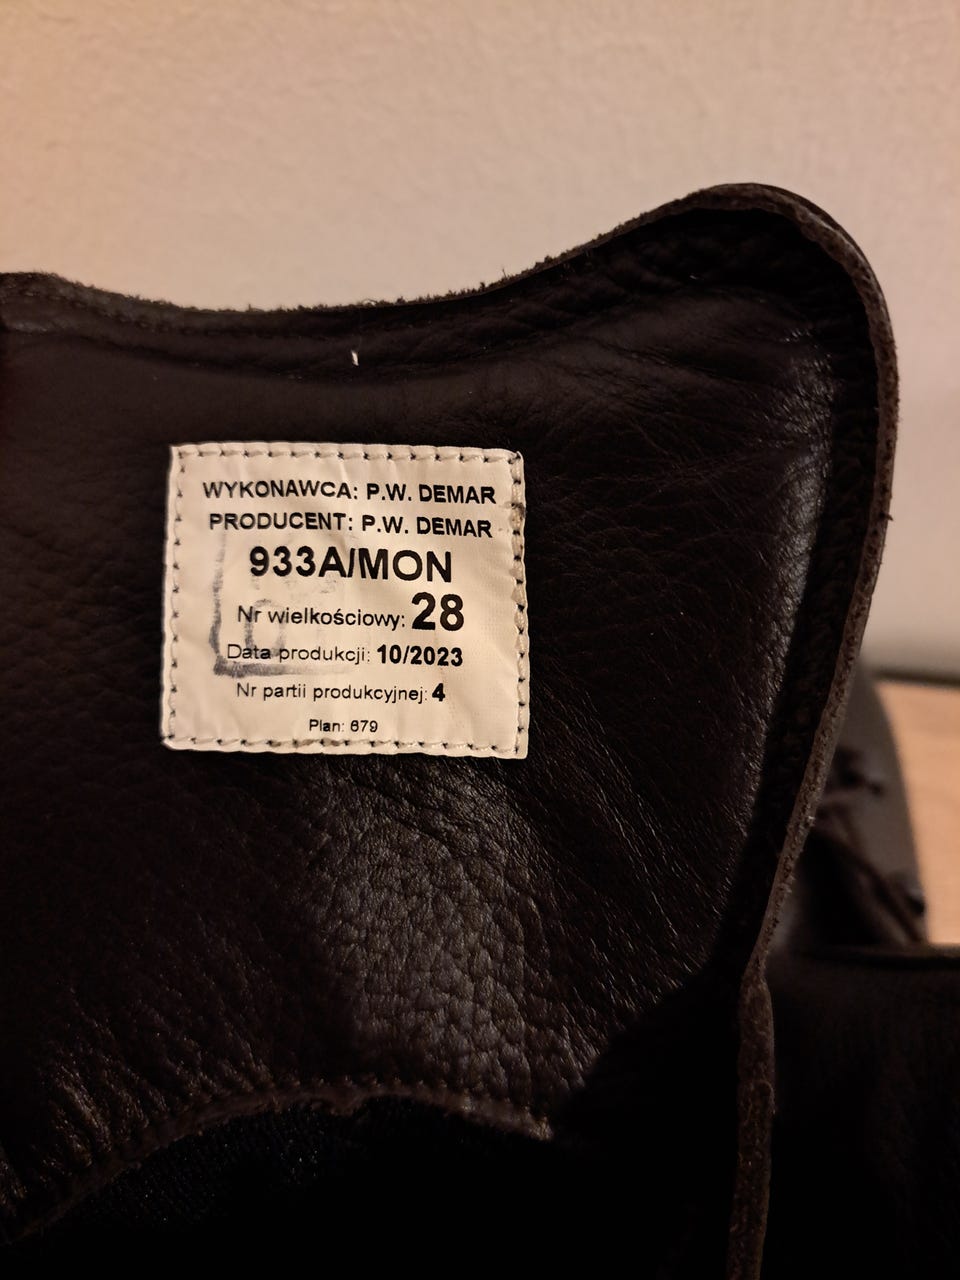 WYKONAWCA: P.W. DEMAR
PRODUCENT: P.W. DEMAR
933A/MON
Nr wielkościowy: 28
Data produkcji: 10/2023
Nr partii produkcyjnej: 4
Plan: 679